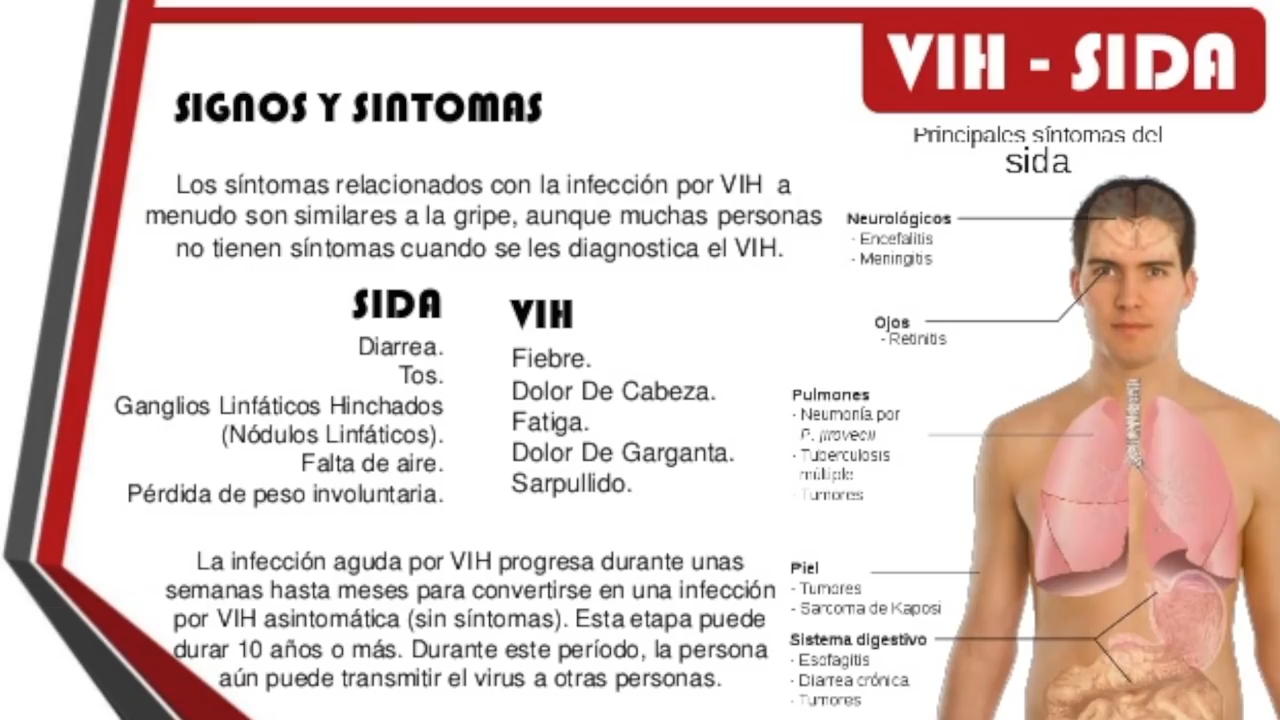 VIH - SIDA
SIGNOS Y SINTOMAS
Los síntomas relacionados con la infección por VIH a
menudo son similares a la gripe, aunque muchas personas
no tienen síntomas cuando se les diagnostica el VIH.
SIDA
Diarrea.
Tos.
Ganglios Linfáticos Hinchados
(Nódulos Linfáticos).
Falta de aire.
Pérdida de peso involuntaria.
VIH
Fiebre.
Dolor De Cabeza.
Fatiga.
Dolor De Garganta.
Sarpullido.
La infección aguda por VIH progresa durante unas
semanas hasta meses para convertirse en una infección
por VIH asintomática (sin síntomas). Esta etapa puede
durar 10 años o más. Durante este período, la persona
aún puede transmitir el virus a otras personas.
Principales síntomas del
sida
Neurológicos
- Encefalitis
- Meningitis
Ojos
- Retinitis
Pulmones
- Neumonía por
P. jirovecii
- Tuberculosis
múltiple
- Tumores
Piel
- Tumores
- Sarcoma de Kaposi
Sistema digestivo
- Esofagitis
- Diarrea crónica
- Tumores